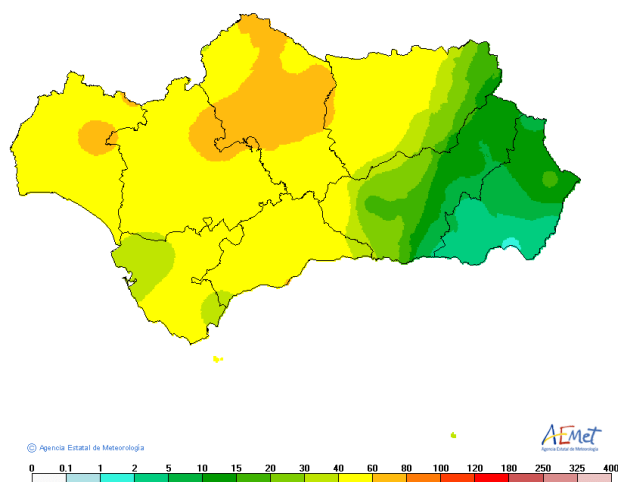 © Agencia Estatal de Meteorología
AEMet
Agencia Estatal de Meteorología
0 0.1 1 2 5 10 15 20 30 40 60 80 100 120 180 250 325 400